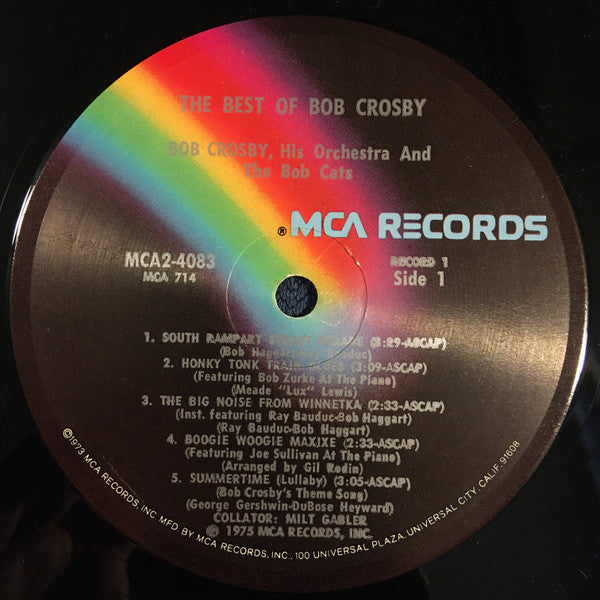 THE BEST OF BOB CROSBY
BOB CROSBY, His Orchestra And
The Bob Cats
® MCA RECORDS
MCA2-4083
MCA 714
RECORD 1
Side 1
1. SOUTH RAMPART STREET PARADE (3:29-ASCAP)
(Bob Haggart-Ray Bauduc)
2. HONKY TONK TRAIN BLUES (3:09-ASCAP)
(Featuring Bob Zurke At The Piano)
(Meade "Lux" Lewis)
3. THE BIG NOISE FROM WINNETKA (2:33-ASCAP)
(Inst. featuring Ray Bauduc-Bob Haggart)
(Ray Bauduc-Bob Haggart)
4. BOOGIE WOOGIE MAXIXE (2:33-ASCAP)
(Featuring Joe Sullivan At The Piano)
(Arranged by Gil Rodin)
5. SUMMERTIME (Lullaby) (3:05-ASCAP)
(Bob Crosby's Theme Song)
(George Gershwin-DuBose Heyward)
COLLATOR: MILT GABLER
℗ 1975 MCA RECORDS, INC.
©1973 MCA RECORDS, INC. MFD BY MCA RECORDS, INC., 100 UNIVERSAL PLAZA, UNIVERSAL CITY, CALIF. 91608